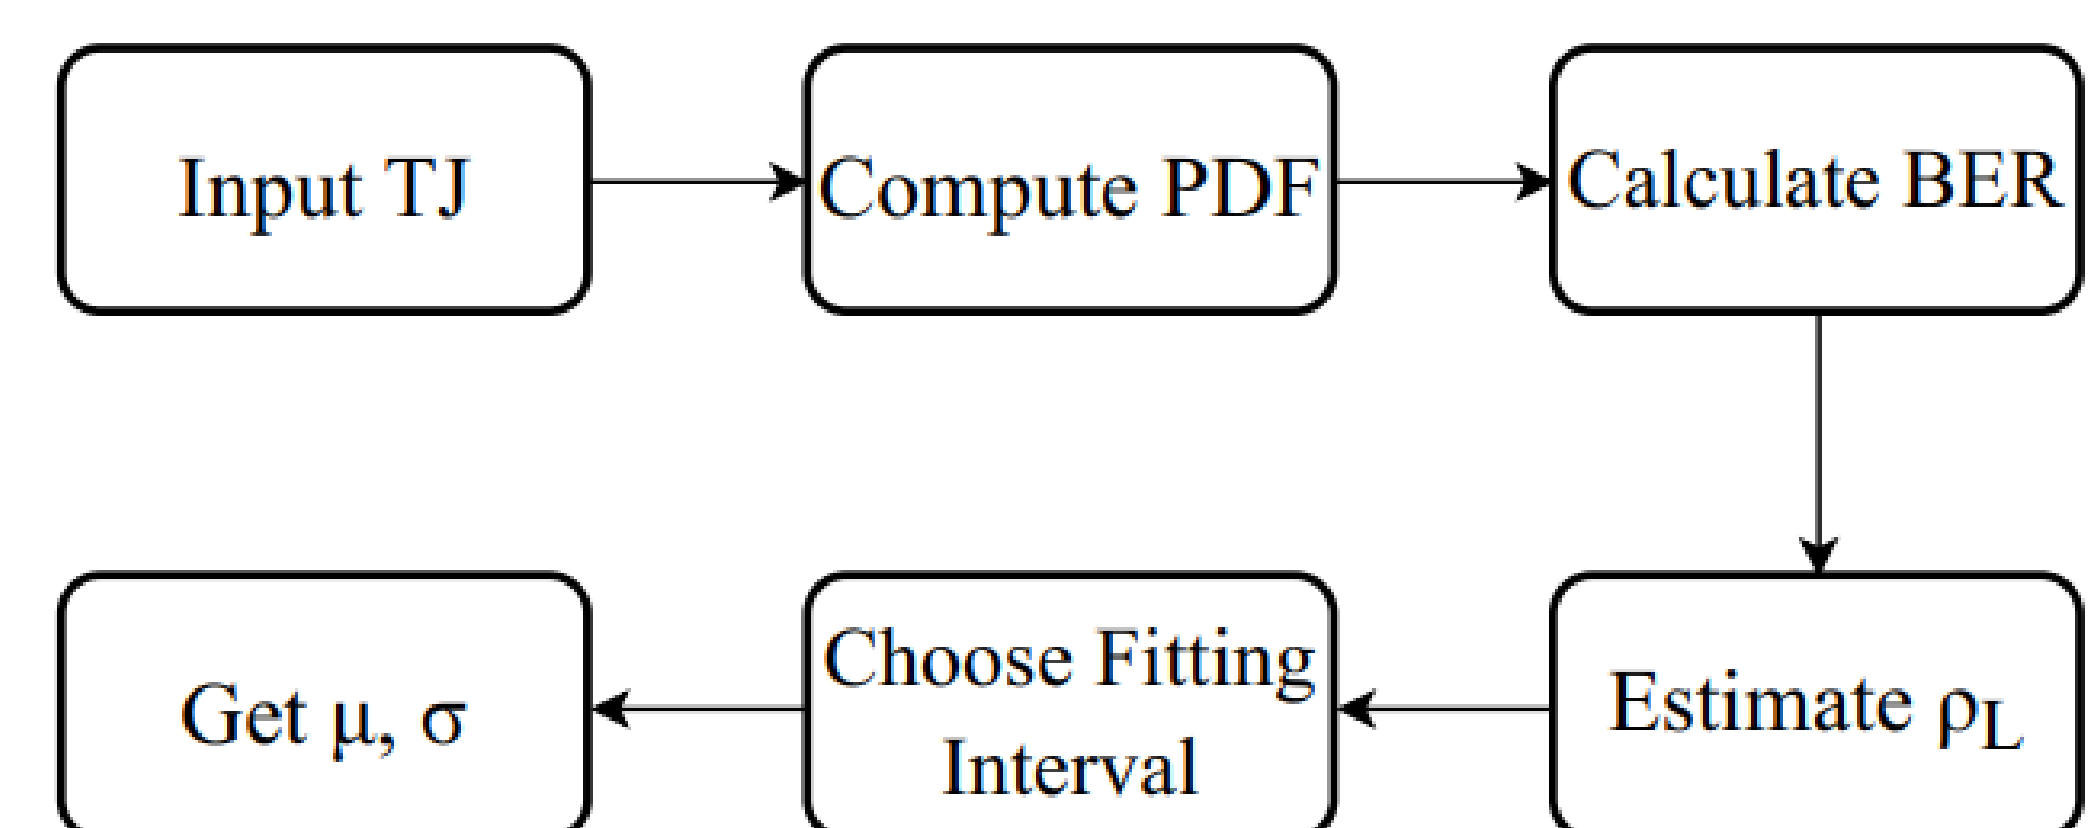 Input TJ
Compute PDF
Calculate BER
Estimate ρL
Choose Fitting
Interval
Get μ, σ